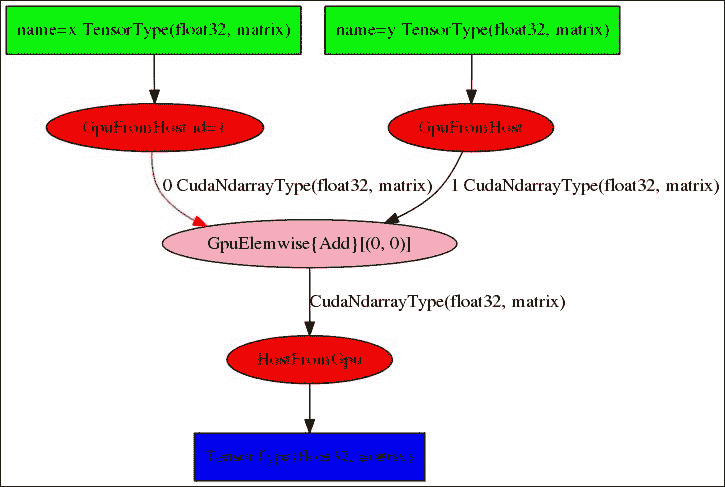 name=x TensorType(float32, matrix)
name=y TensorType(float32, matrix)
GpuFromHost id=
GpuFromHost
0 CudaNdarrayType(float32, matrix)
1 CudaNdarrayType(float32, matrix)
GpuElemwise{Add}[(0, 0)]
CudaNdarrayType(float32, matrix)
HostFromGpu
TensorType(float32, matrix)